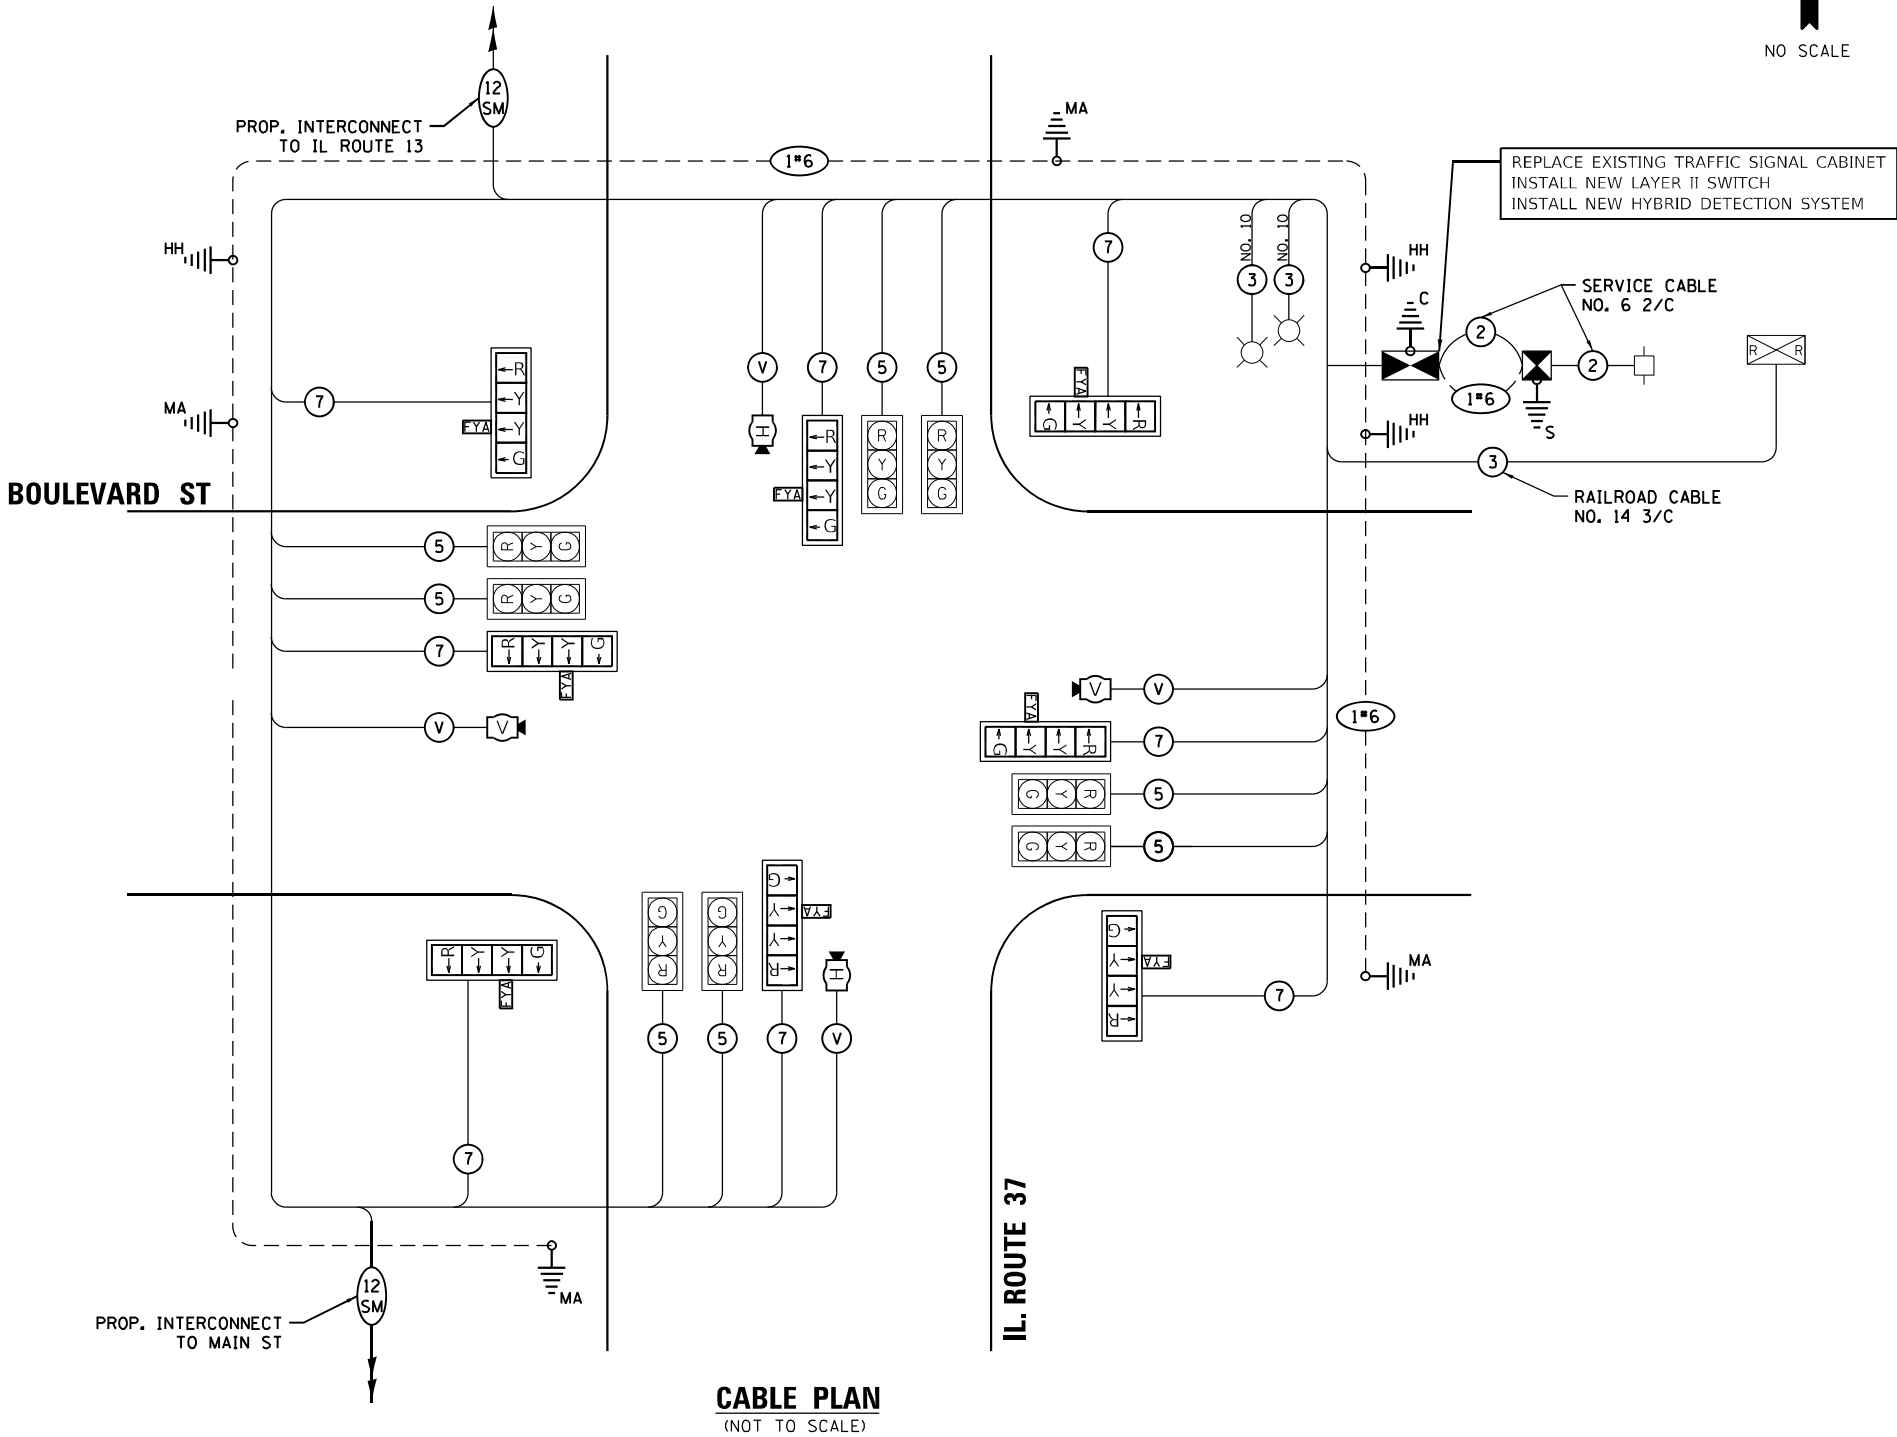 NO SCALE
12
SM
PROP. INTERCONNECT
TO IL ROUTE 13
MA
1#6
REPLACE EXISTING TRAFFIC SIGNAL CABINET
INSTALL NEW LAYER II SWITCH
INSTALL NEW HYBRID DETECTION SYSTEM
HH
NO. 10
NO. 10
7
3
3
HH
C
SERVICE CABLE
NO. 6 2/C
2
2
1#6
S
R R
MA
7
R
Y
FYA
Y
G
V
7
5
5
H
R
Y
FYA
Y
G
R
Y
G
R
Y
G
FYA
G
Y
Y
R
HH
3
RAILROAD CABLE
NO. 14 3/C
BOULEVARD ST
5
R Y G
5
R Y G
7
R Y Y G
FYA
V
V
V
V
FYA
G Y Y R
7
1#6
G Y R
5
G Y R
5
G
Y
R
G
Y
R
G
Y
FYA
Y
R
H
5
5
7
V
R Y Y G
FYA
7
G
Y
FYA
Y
R
7
MA
MA
12
SM
PROP. INTERCONNECT
TO MAIN ST
IL. ROUTE 37
CABLE PLAN
(NOT TO SCALE)